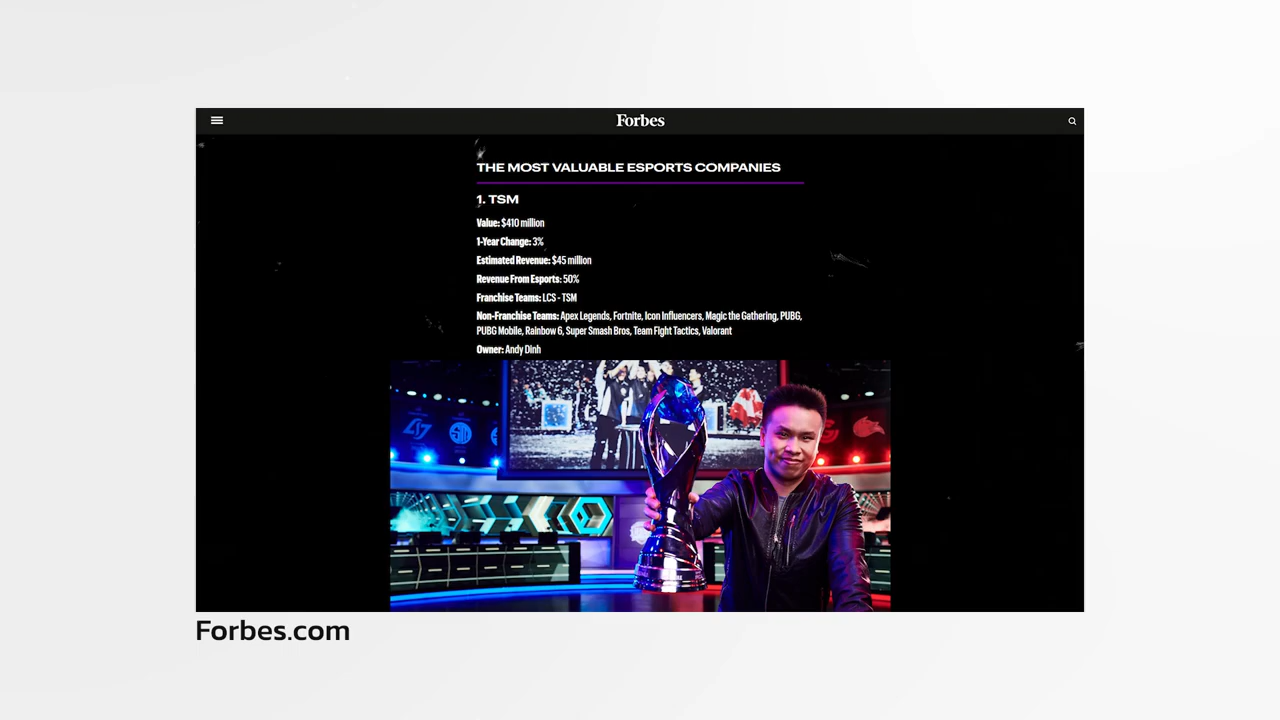 Forbes
THE MOST VALUABLE ESPORTS COMPANIES
1. TSM
Value: $410 million
1-Year Change: 3%
Estimated Revenue: $45 million
Revenue From Esports: 50%
Franchise Teams: LCS - TSM
Non-Franchise Teams: Apex Legends, Fortnite, Icon Influencers, Magic the Gathering, PUBG,
PUBG Mobile, Rainbow 6, Super Smash Bros, Team Fight Tactics, Valorant
Owner: Andy Dinh
Forbes.com